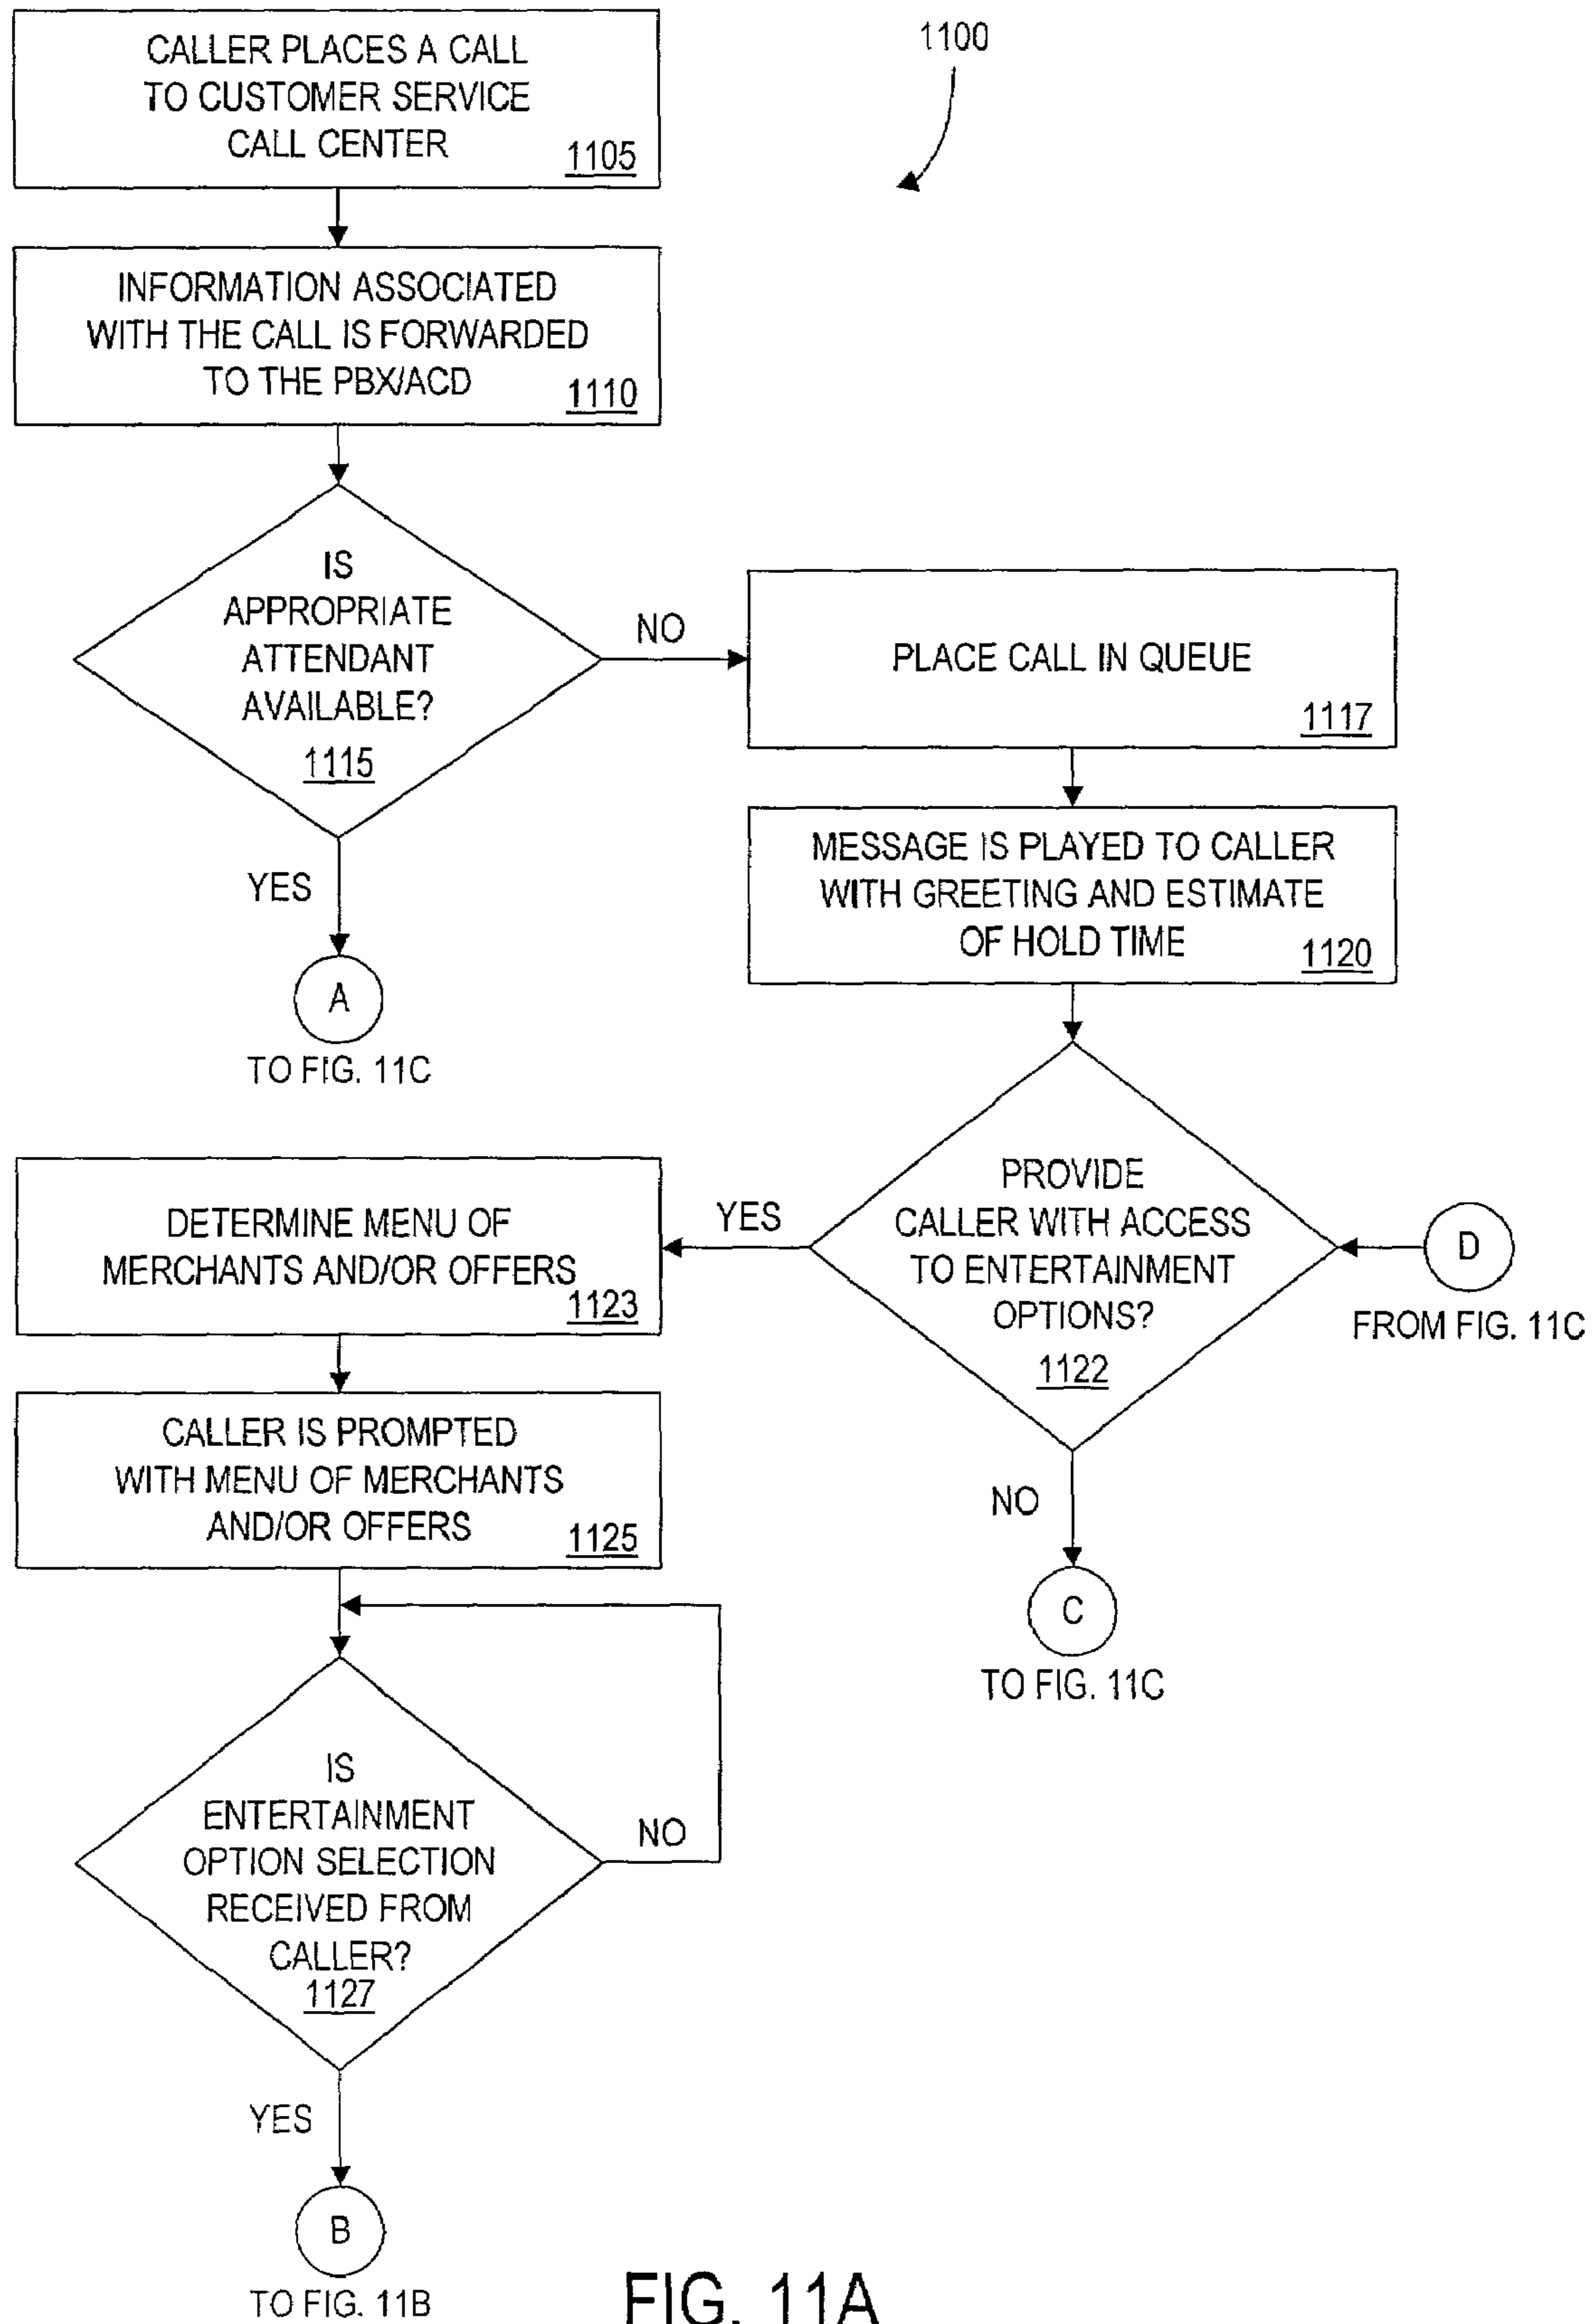 CALLER PLACES A CALL
TO CUSTOMER SERVICE
CALL CENTER
1105
1100
INFORMATION ASSOCIATED
WITH THE CALL IS FORWARDED
TO THE PBX/ACD
1110
IS
APPROPRIATE
ATTENDANT
AVAILABLE?
1115
NO
PLACE CALL IN QUEUE
1117
MESSAGE IS PLAYED TO CALLER
WITH GREETING AND ESTIMATE
OF HOLD TIME
1120
YES
A
TO FIG. 11C
PROVIDE
CALLER WITH ACCESS
TO ENTERTAINMENT
OPTIONS?
1122
D
FROM FIG. 11C
YES
DETERMINE MENU OF
MERCHANTS AND/OR OFFERS
1123
CALLER IS PROMPTED
WITH MENU OF MERCHANTS
AND/OR OFFERS
1125
NO
C
TO FIG. 11C
IS
ENTERTAINMENT
OPTION SELECTION
RECEIVED FROM
CALLER?
1127
NO
YES
B
TO FIG. 11B
FIG. 11A